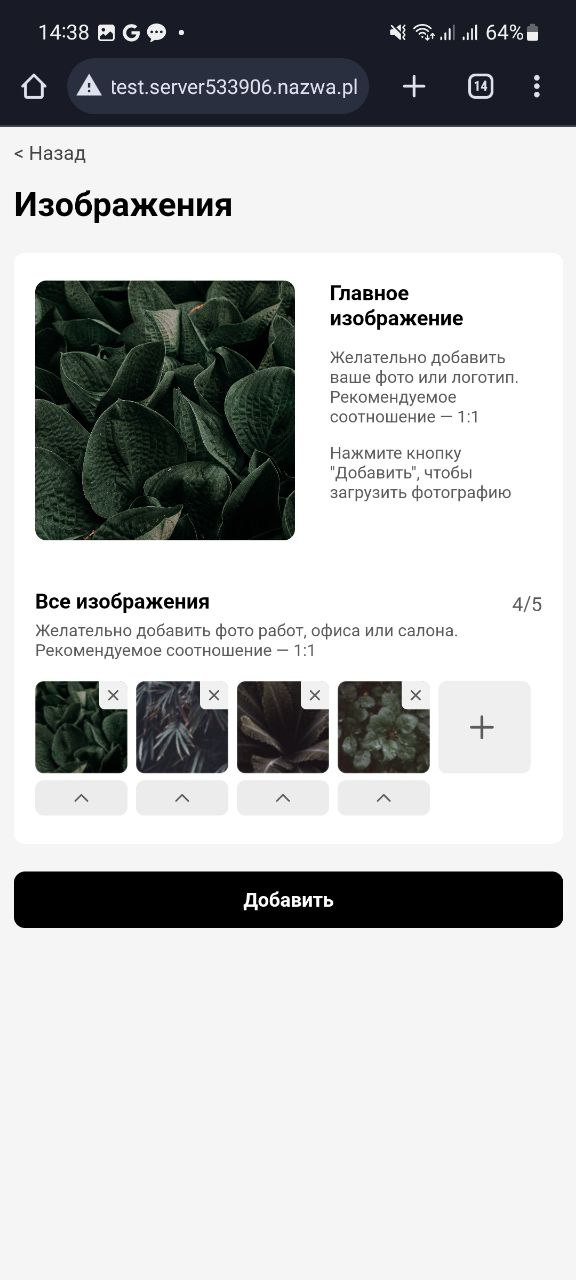 14:38
64%
test.server533906.nazwa.pl
14
< Назад
Изображения
Главное
изображение
Желательно добавить
ваше фото или логотип.
Рекомендуемое
соотношение — 1:1
Нажмите кнопку
"Добавить", чтобы
загрузить фотографию
Все изображения
4/5
Желательно добавить фото работ, офиса или салона.
Рекомендуемое соотношение — 1:1
Добавить